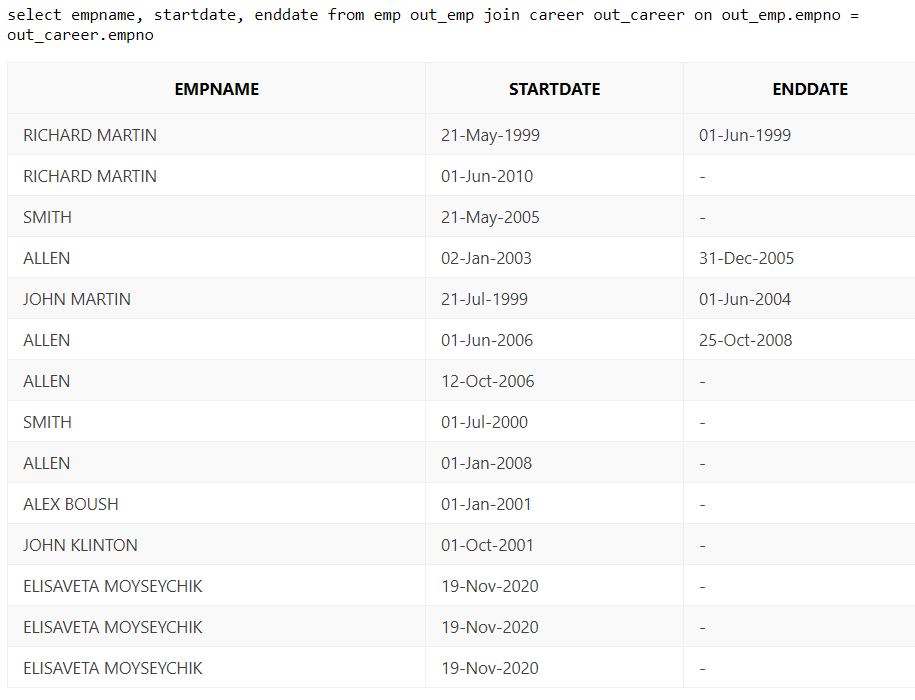 select empname, startdate, enddate from emp out_emp join career out_career on out_emp.empno =
out_career.empno
EMPNAME STARTDATE ENDDATE
RICHARD MARTIN 21-May-1999 01-Jun-1999
RICHARD MARTIN 01-Jun-2010 -
SMITH 21-May-2005 -
ALLEN 02-Jan-2003 31-Dec-2005
JOHN MARTIN 21-Jul-1999 01-Jun-2004
ALLEN 01-Jun-2006 25-Oct-2008
ALLEN 12-Oct-2006 -
SMITH 01-Jul-2000 -
ALLEN 01-Jan-2008 -
ALEX BOUSH 01-Jan-2001 -
JOHN KLINTON 01-Oct-2001 -
ELISAVETA MOYSEYCHIK 19-Nov-2020 -
ELISAVETA MOYSEYCHIK 19-Nov-2020 -
ELISAVETA MOYSEYCHIK 19-Nov-2020 -